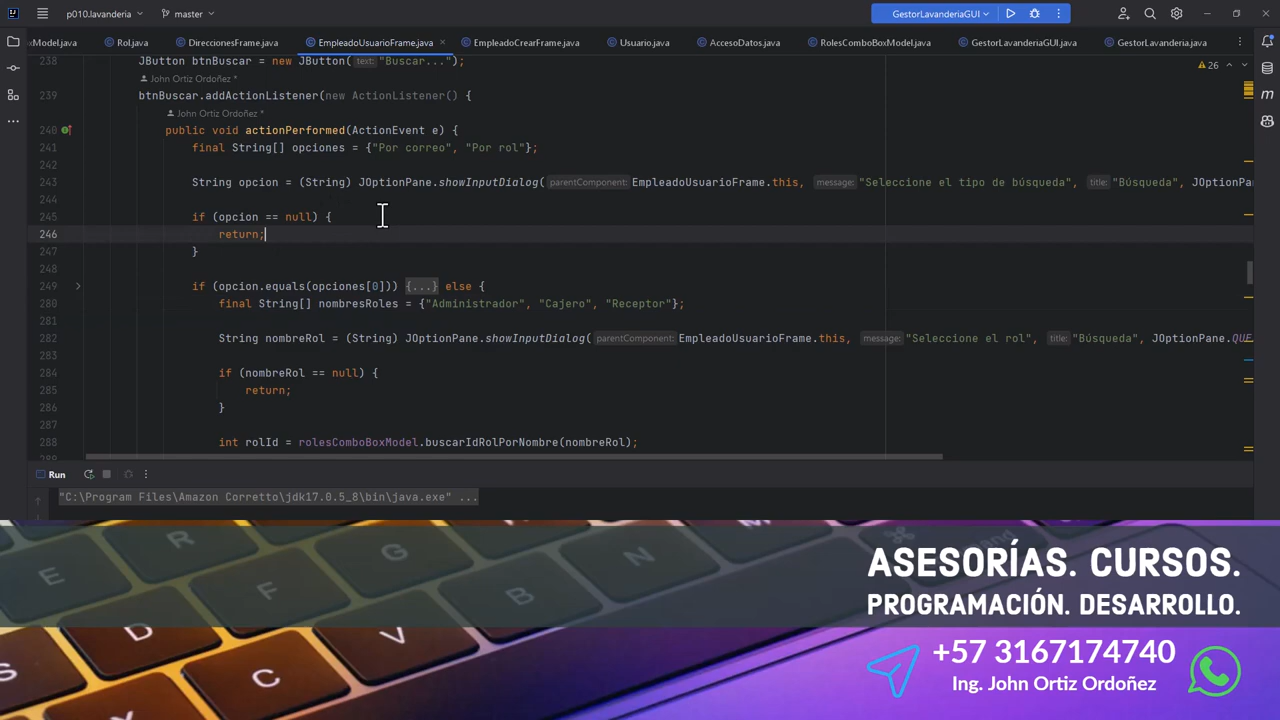 p010.lavanderia master GestorLavanderiaGUI
xModel.java Rol.java DireccionesFrame.java EmpleadoUsuarioFrame.java EmpleadoCrearFrame.java Usuario.java AccesoDatos.java RolesComboBoxModel.java GestorLavanderiaGUI.java GestorLavanderia.java
238 JButton btnBuscar = new JButton( text: "Buscar...");
John Ortiz Ordoñez *
26
239 btnBuscar.addActionListener(new ActionListener() {
John Ortiz Ordoñez *
240 public void actionPerformed(ActionEvent e) {
241 final String[] opciones = {"Por correo", "Por rol"};
242
243 String opcion = (String) JOptionPane.showInputDialog( parentComponent: EmpleadoUsuarioFrame.this, message: "Seleccione el tipo de búsqueda", title: "Búsqueda", JOptionPan
244
245 if (opcion == null) {
246 return;
247 }
248
249 if (opcion.equals(opciones[0])) {...} else {
280 final String[] nombresRoles = {"Administrador", "Cajero", "Receptor"};
281
282 String nombreRol = (String) JOptionPane.showInputDialog( parentComponent: EmpleadoUsuarioFrame.this, message: "Seleccione el rol", title: "Búsqueda", JOptionPane.QUE
283
284 if (nombreRol == null) {
285 return;
286 }
287
288 int rolId = rolesComboBoxModel.buscarIdRolPorNombre(nombreRol);
289
Run
"C:\Program Files\Amazon Corretto\jdk17.0.5_8\bin\java.exe" ...
ASESORÍAS. CURSOS.
PROGRAMACIÓN. DESARROLLO.
+57 3167174740
Ing. John Ortiz Ordoñez